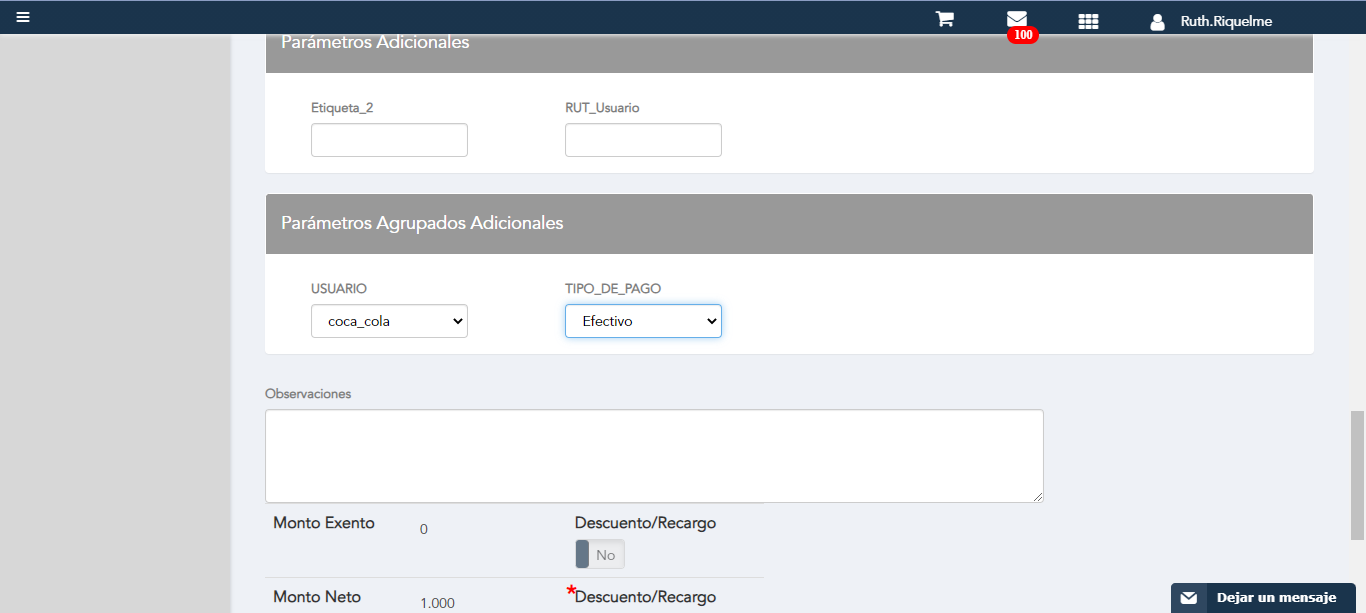 Ruth.Riquelme
100
Parámetros Adicionales
Etiqueta_2 RUT_Usuario
Parámetros Agrupados Adicionales
USUARIO TIPO_DE_PAGO
coca_cola Efectivo
Observaciones
Monto Exento 0 Descuento/Recargo
No
Monto Neto 1.000 *Descuento/Recargo
Dejar un mensaje